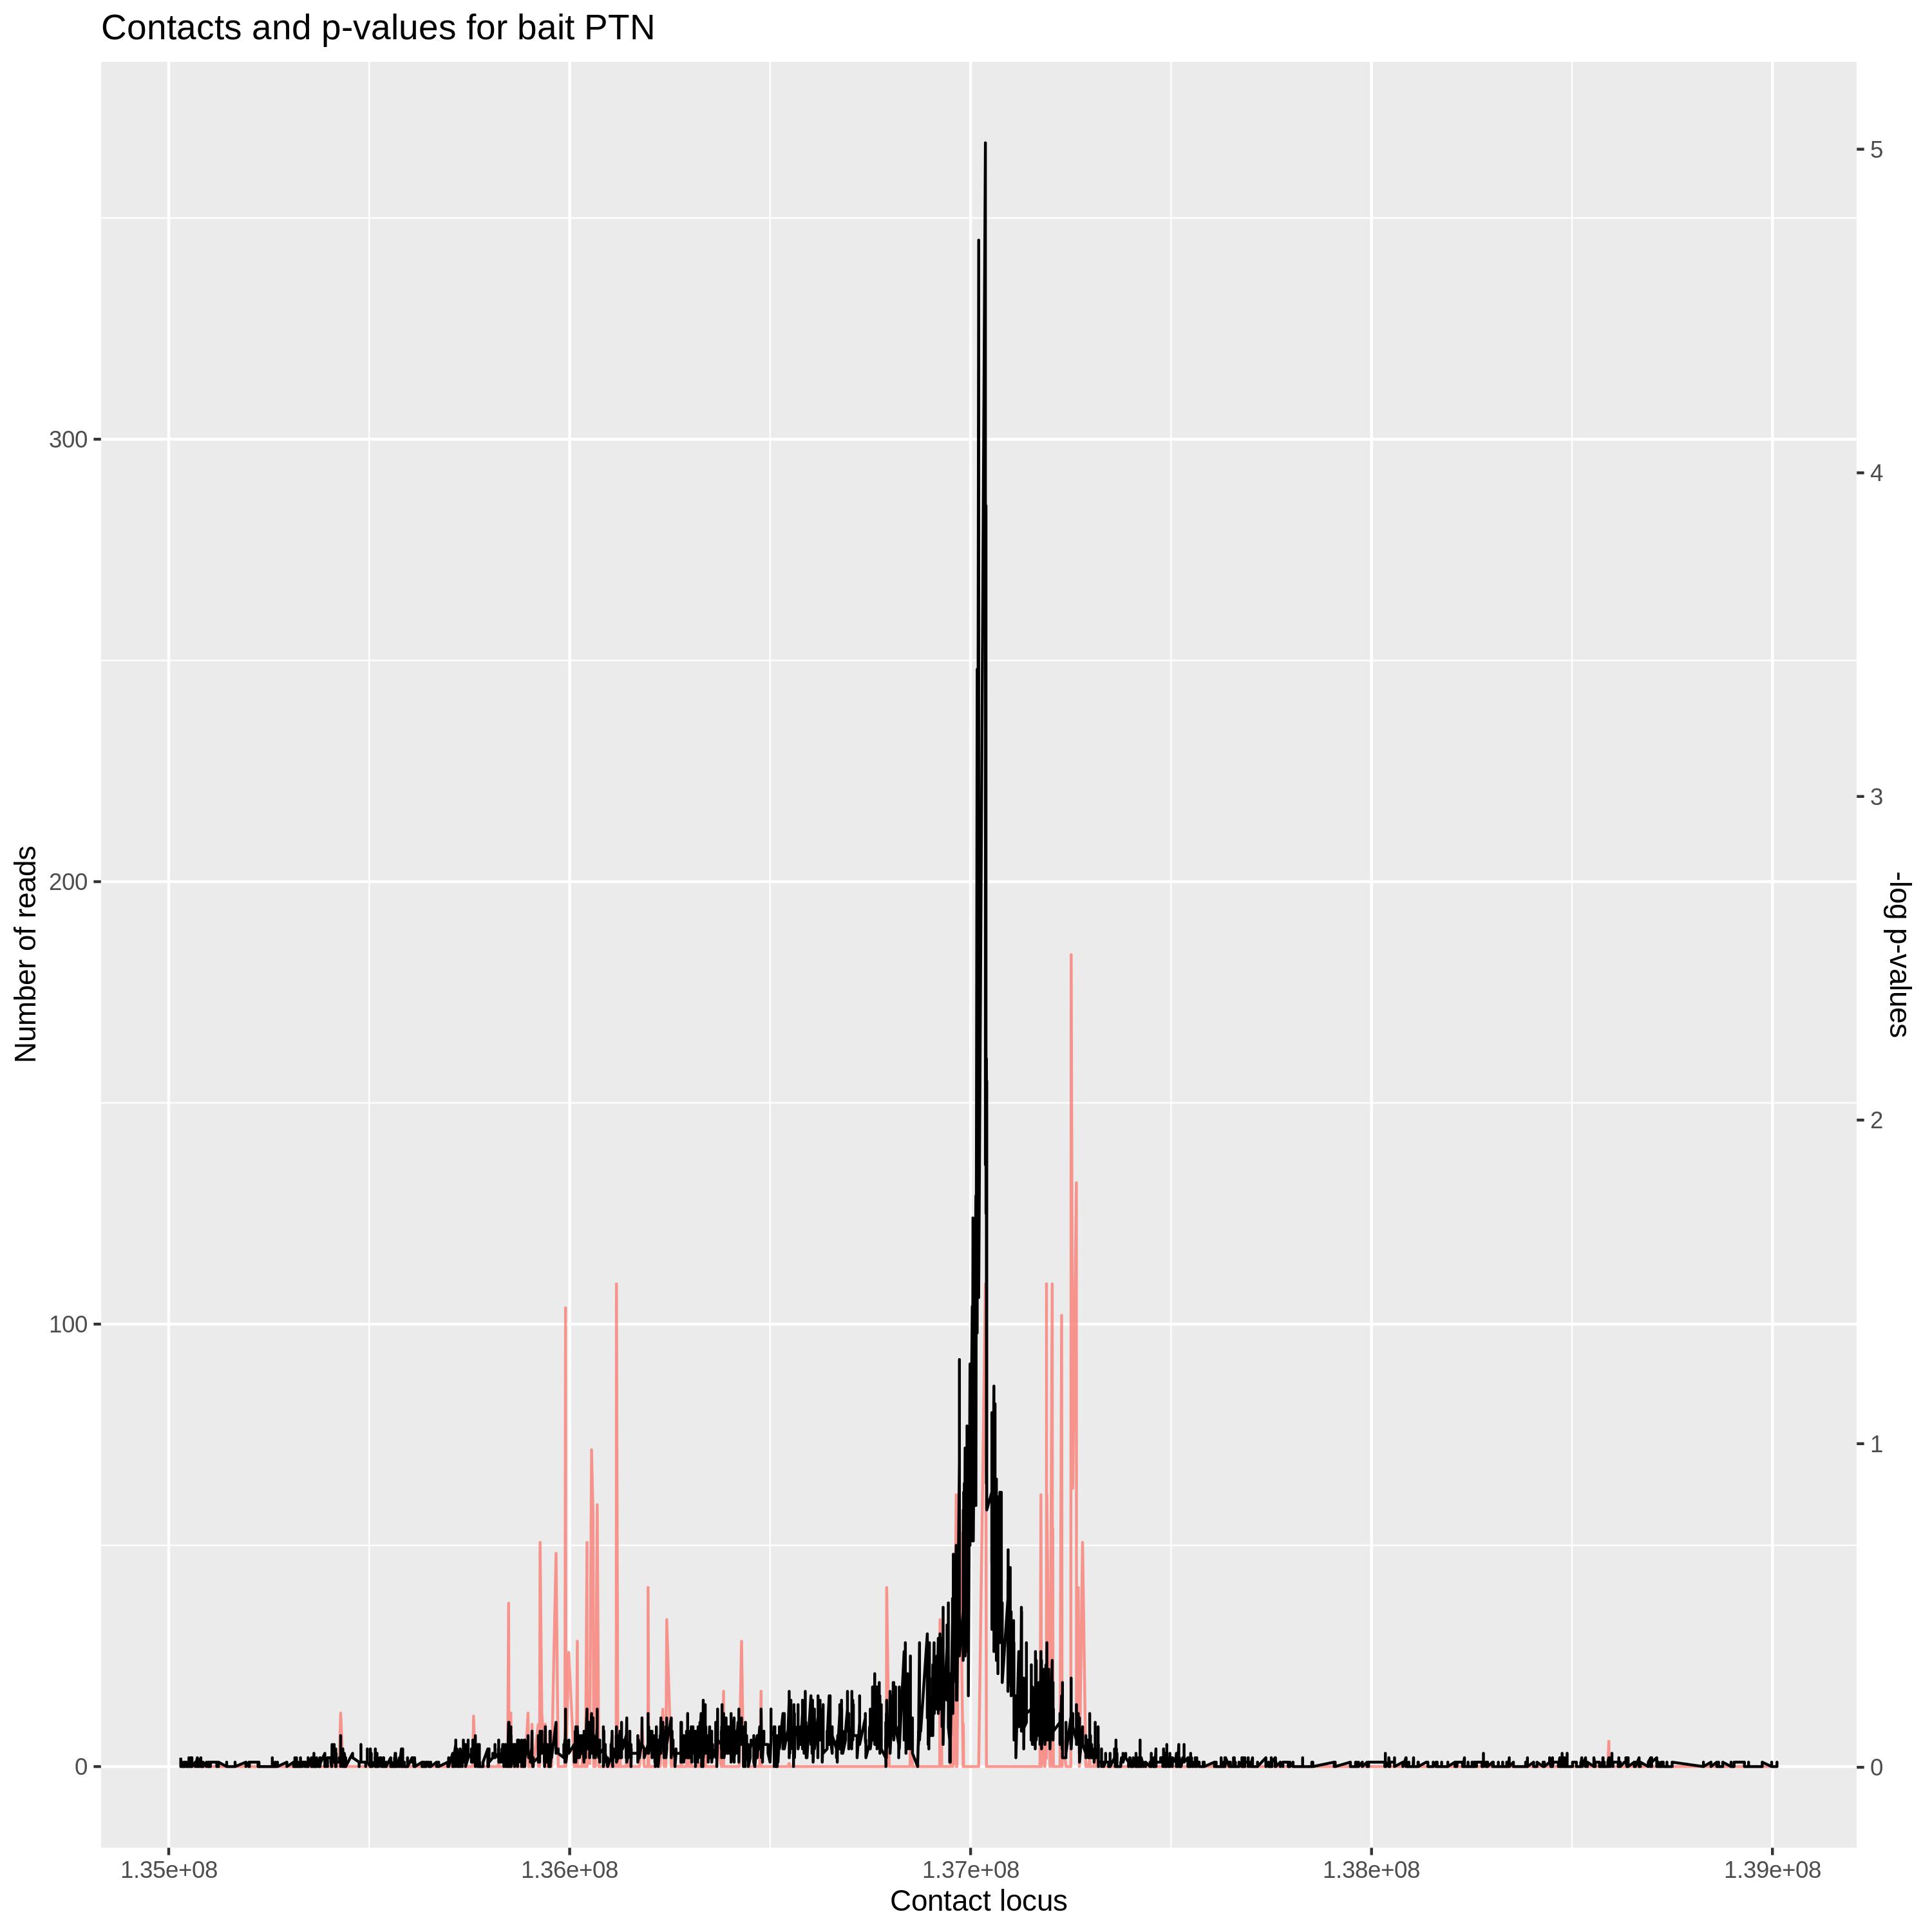 Contacts and p-values for bait PTN
Number of reads
300
200
100
0
5
4
3
2
1
0
-log p-values
1.35e+08
1.36e+08
1.37e+08
1.38e+08
1.39e+08
Contact locus